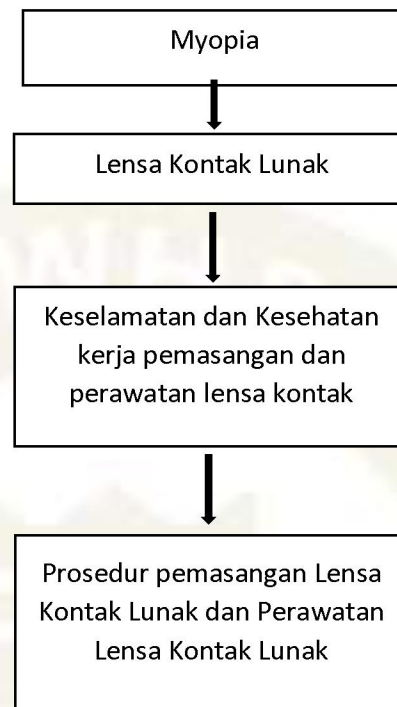 Myopia
Lensa Kontak Lunak
Keselamatan dan Kesehatan
kerja pemasangan dan
perawatan lensa kontak
Prosedur pemasangan Lensa
Kontak Lunak dan Perawatan
Lensa Kontak Lunak